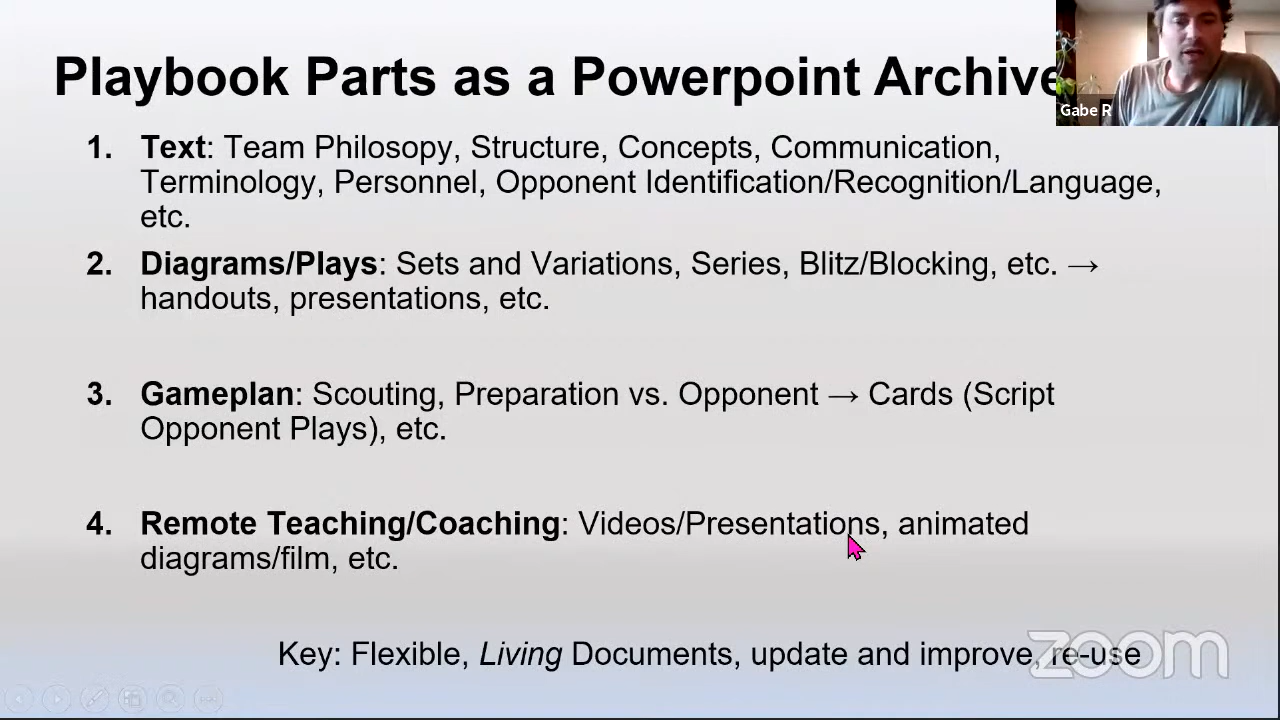 Playbook Parts as a Powerpoint Archive
Gabe R
1. Text: Team Philosopy, Structure, Concepts, Communication,
Terminology, Personnel, Opponent Identification/Recognition/Language,
etc.
2. Diagrams/Plays: Sets and Variations, Series, Blitz/Blocking, etc. →
handouts, presentations, etc.
3. Gameplan: Scouting, Preparation vs. Opponent → Cards (Script
Opponent Plays), etc.
4. Remote Teaching/Coaching: Videos/Presentations, animated
diagrams/film, etc.
Key: Flexible, Living Documents, update and improve, re-use
zoom